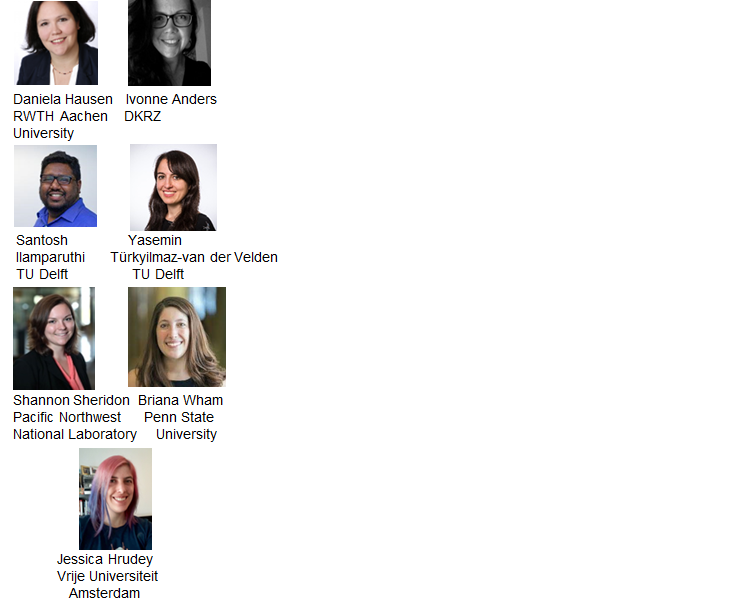 Daniela Hausen
RWTH Aachen
University
Ivonne Anders
DKRZ
Santosh
Ilamparuthi
TU Delft
Yasemin
Türkyilmaz-van der Velden
TU Delft
Shannon Sheridon
Pacific Northwest
National Laboratory
Briana Wham
Penn State
University
Jessica Hrudey
Vrije Universiteit
Amsterdam